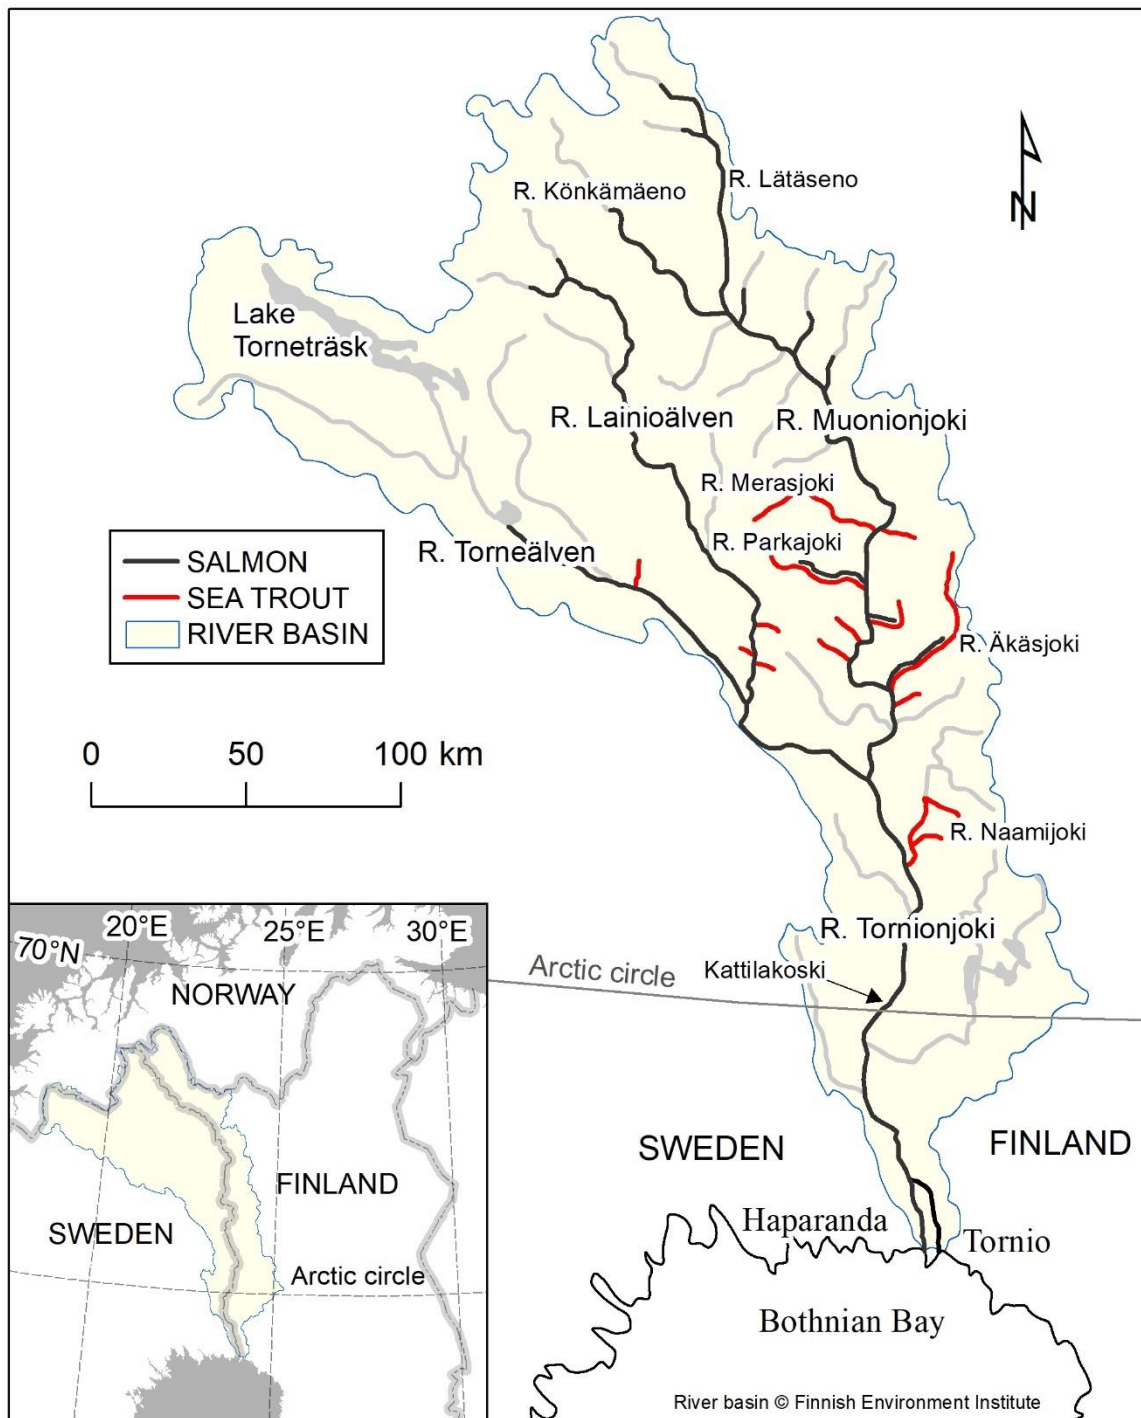 R. Lätäseno
R. Könkämäeno
N
Lake
Torneträsk
R. Lainioälven
R. Muonionjoki
R. Merasjoki
R. Parkajoki
R. Torneälven
SALMON
SEA TROUT
RIVER BASIN
R. Äkäsjoki
0 50 100 km
R. Naamijoki
R. Tornionjoki
Kattilakoski
Arctic circle
20°E
25°E
30°E
70°N
NORWAY
FINLAND
SWEDEN
Arctic circle
SWEDEN
FINLAND
Haparanda
Tornio
Bothnian Bay
River basin © Finnish Environment Institute